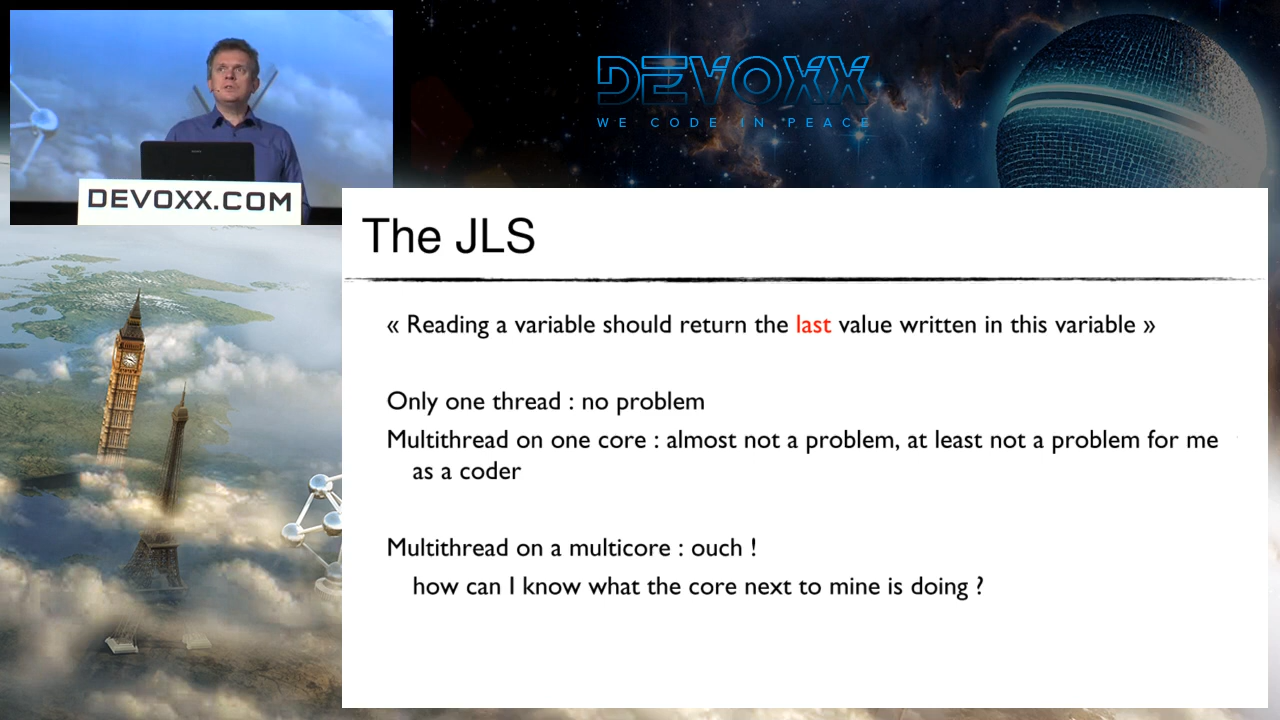 DEVOXX
WE CODE IN PEACE
DEVOXX.COM
The JLS
« Reading a variable should return the last value written in this variable »
Only one thread : no problem
Multithread on one core : almost not a problem, at least not a problem for me
as a coder
Multithread on a multicore : ouch !
how can I know what the core next to mine is doing ?